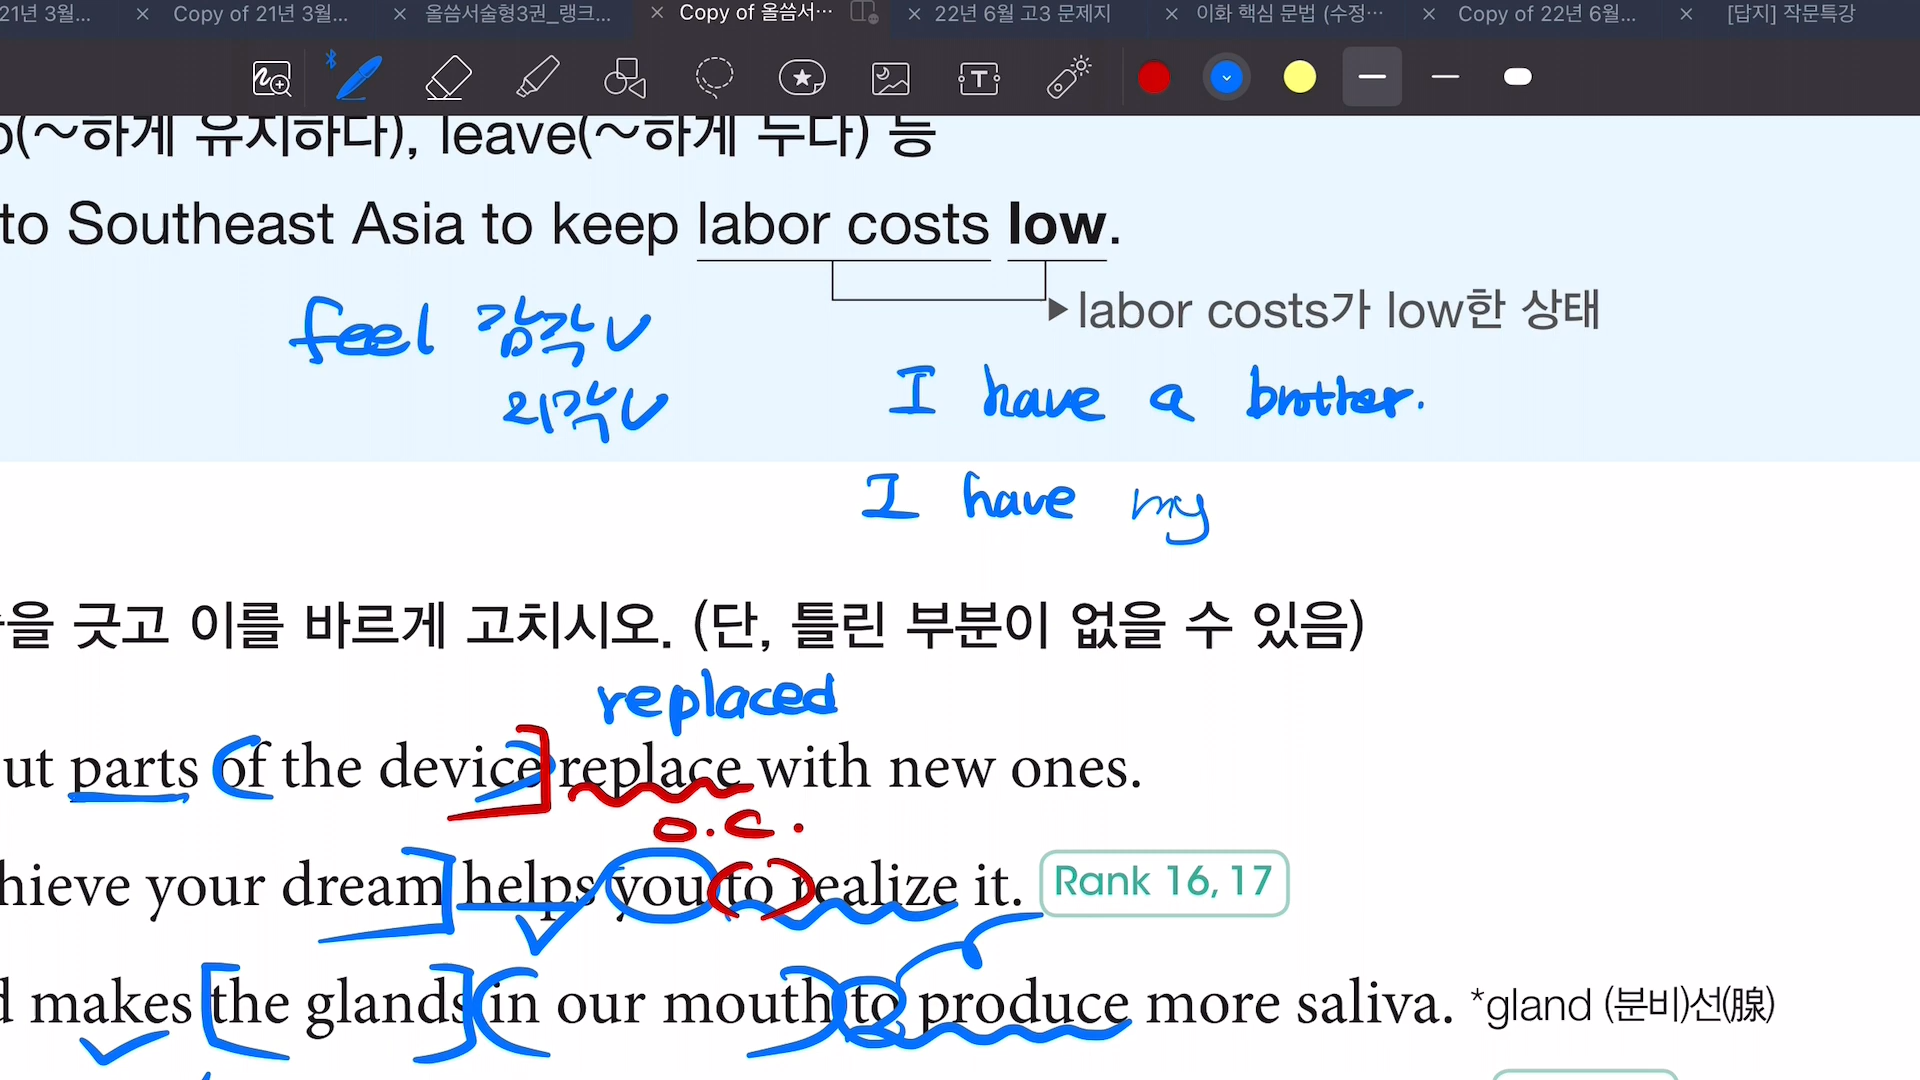 21년 3월...
× Copy of 21년 3월...
× 올씀서술형3권_랭크...
× Copy of 올씀서...
× 22년 6월 고3 문제지
× 이화 핵심 문법 (수정...
× Copy of 22년 6월...
× [답지] 작문특강
(~하게 유지하다), leave(~하게 두다) 등
to Southeast Asia to keep labor costs low.
▶labor costs가 low한 상태
feel 감각V
지각V
I have a brother.
I have my
을 긋고 이를 바르게 고치시오. (단, 틀린 부분이 없을 수 있음)
replaced
ut parts of the device replace with new ones.
o.c.
hieve your dream helps you to realize it. Rank 16, 17
makes the glands in our mouth to produce more saliva. *gland (분비)선(腺)